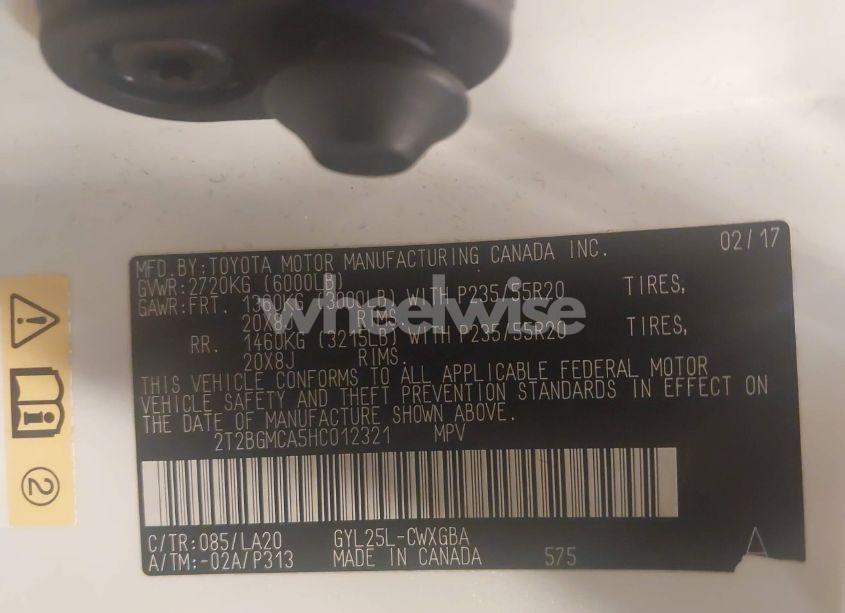 MFD.BY:TOYOTA MOTOR MANUFACTURING CANADA INC. 02/17
GVWR:2720KG (6000LB)
GAWR:FRT. 1360KG (3000LB) WITH P235/55R20 TIRES,
20X8J RIMS.
RR. 1460KG (3215LB) WITH P235/55R20 TIRES,
20X8J RIMS.
THIS VEHICLE CONFORMS TO ALL APPLICABLE FEDERAL MOTOR
VEHICLE SAFETY AND THEFT PREVENTION STANDARDS IN EFFECT ON
THE DATE OF MANUFACTURE SHOWN ABOVE.
2T2BGMCA5HC012321 MPV
C/TR:085/LA20 GYL25L-CWXGBA
A/TM:-02A/P313 MADE IN CANADA 575
A
2
wheelwise